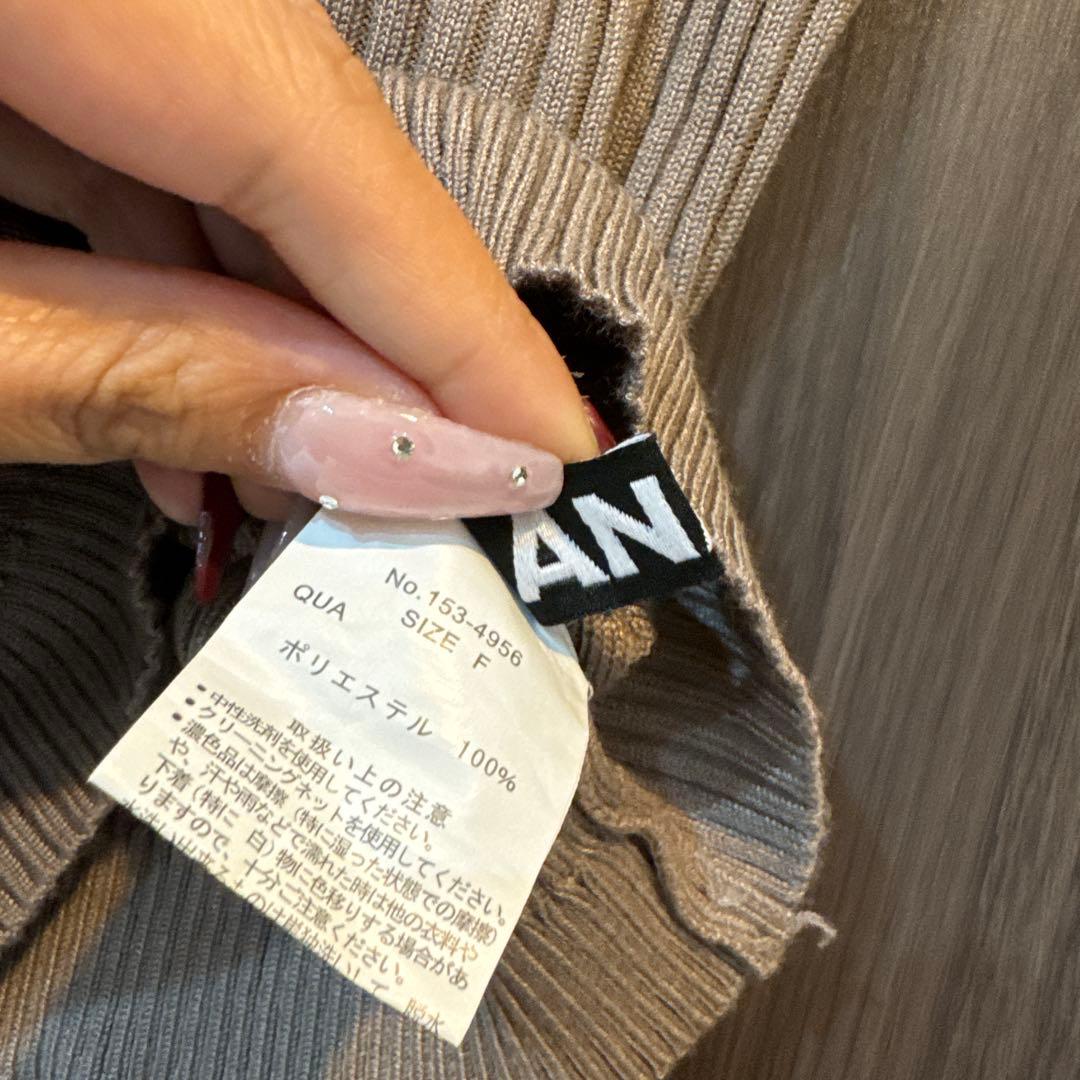 AN
No.153-4956
QUA SIZE F
ポリエステル 100%
取扱い上の注意
・中性洗剤を使用してください。
・クリーニングネットを使用してください。
・濃色品は摩擦(特に湿った状態での摩擦)
や、汗や雨などで濡れた時は他の衣料や
下着(特に白)物に色移りする場合があ
りますので、十分ご注意ください。
脱水